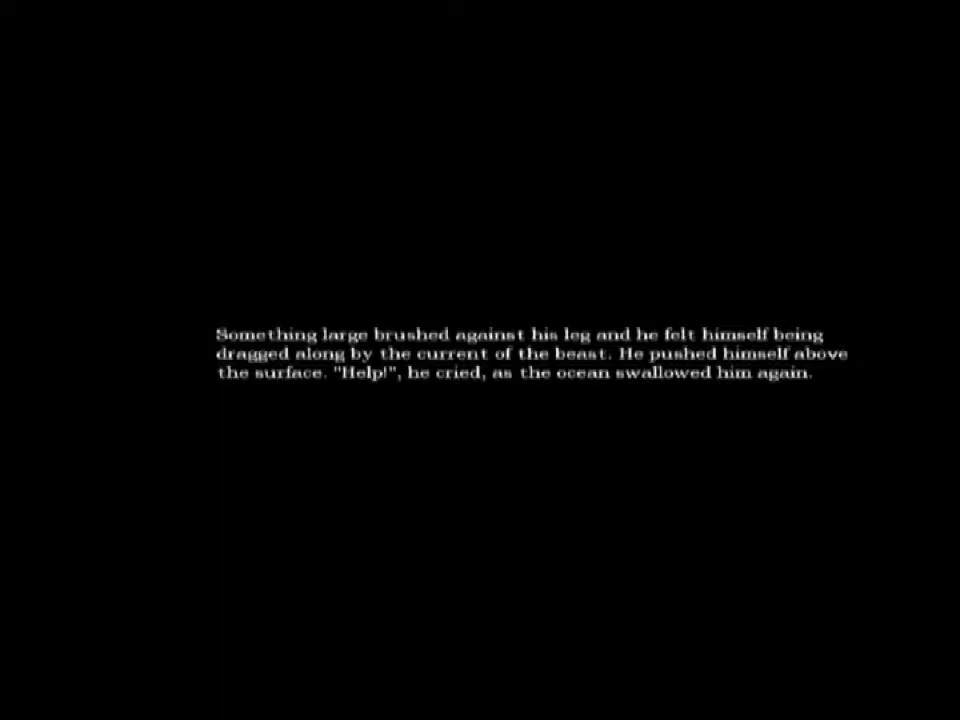 Something large brushed against his leg and he felt himself being
dragged along by the current of the beast. He pushed himself above
the surface. "Help!", he cried, as the ocean swallowed him again.